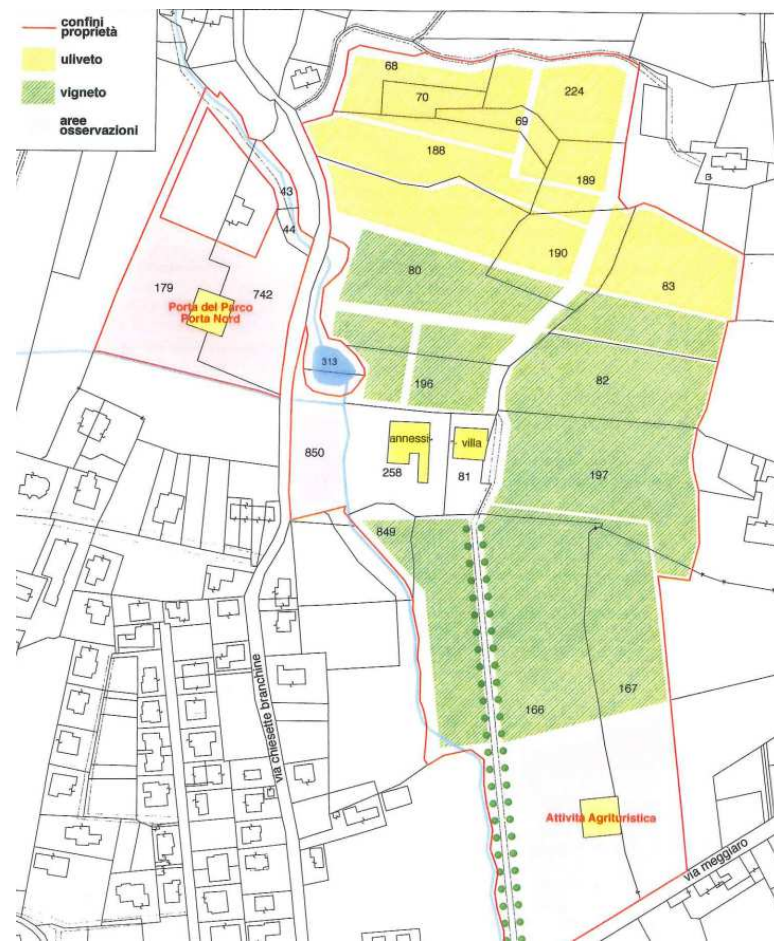 confini
proprietà
uliveto
vigneto
aree
osservazioni
68
70
224
69
188
189
43
44
190
80
83
179
742
Porta del Parco
Porta Nord
313
82
196
annessi
villa
850
258
81
197
849
via chiesette branchine
166
167
Attività Agrituristica
via meggiaro